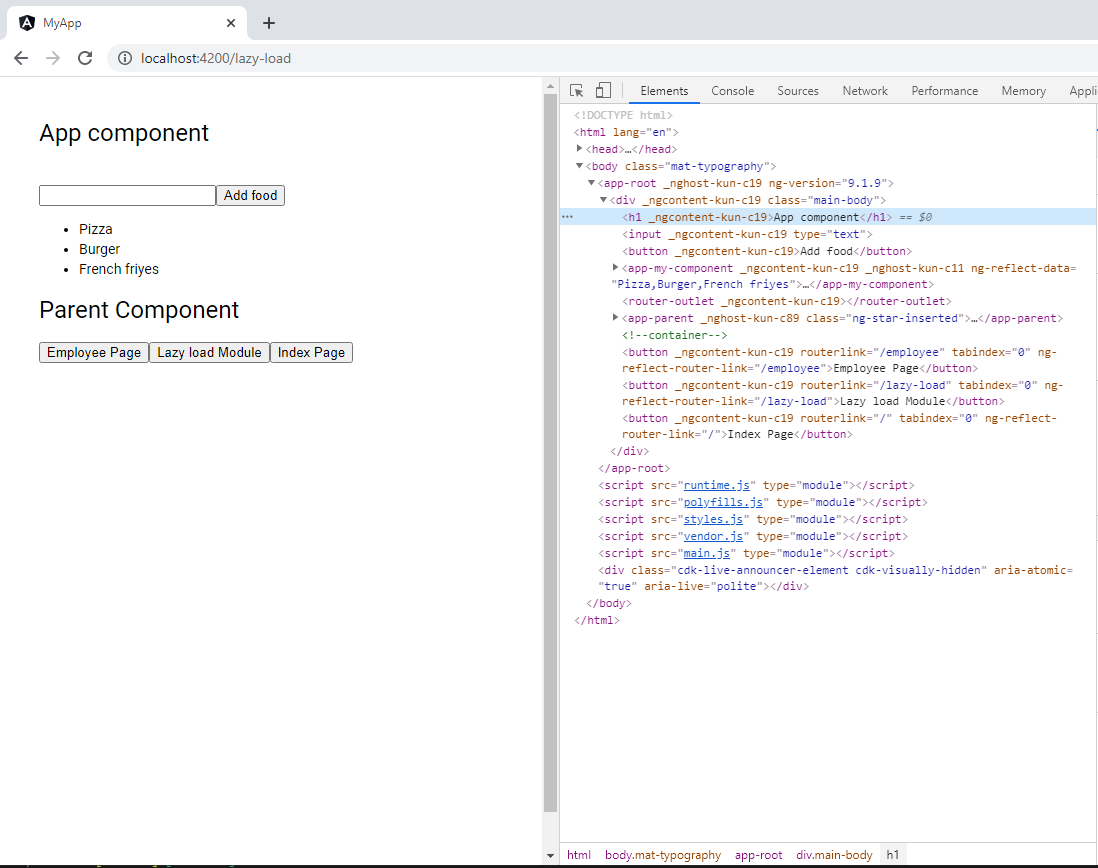 MyApp
localhost:4200/lazy-load
App component
Add food
Pizza
Burger
French friyes
Parent Component
Employee Page Lazy load Module Index Page
Elements Console Sources Network Performance Memory Appli
<!DOCTYPE html>
<html lang="en">
<head>…</head>
<body class="mat-typography">
<app-root _nghost-kun-c19 ng-version="9.1.9">
<div _ngcontent-kun-c19 class="main-body">
<h1 _ngcontent-kun-c19>App component</h1> == $0
<input _ngcontent-kun-c19 type="text">
<button _ngcontent-kun-c19>Add food</button>
<app-my-component _ngcontent-kun-c19 _nghost-kun-c11 ng-reflect-data=
"Pizza,Burger,French friyes">…</app-my-component>
<router-outlet _ngcontent-kun-c19></router-outlet>
<app-parent _nghost-kun-c89 class="ng-star-inserted">…</app-parent>
<!--container-->
<button _ngcontent-kun-c19 routerlink="/employee" tabindex="0" ng-
reflect-router-link="/employee">Employee Page</button>
<button _ngcontent-kun-c19 routerlink="/lazy-load" tabindex="0" ng-
reflect-router-link="/lazy-load">Lazy load Module</button>
<button _ngcontent-kun-c19 routerlink="/" tabindex="0" ng-reflect-
router-link="/">Index Page</button>
</div>
</app-root>
<script src="runtime.js" type="module"></script>
<script src="polyfills.js" type="module"></script>
<script src="styles.js" type="module"></script>
<script src="vendor.js" type="module"></script>
<script src="main.js" type="module"></script>
<div class="cdk-live-announcer-element cdk-visually-hidden" aria-atomic=
"true" aria-live="polite"></div>
</body>
</html>
html body.mat-typography app-root div.main-body h1